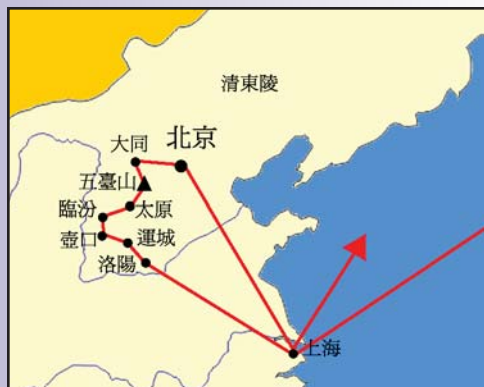 清東陵
北京
大同
五臺山
太原
臨汾
壺口
運城
洛陽
上海